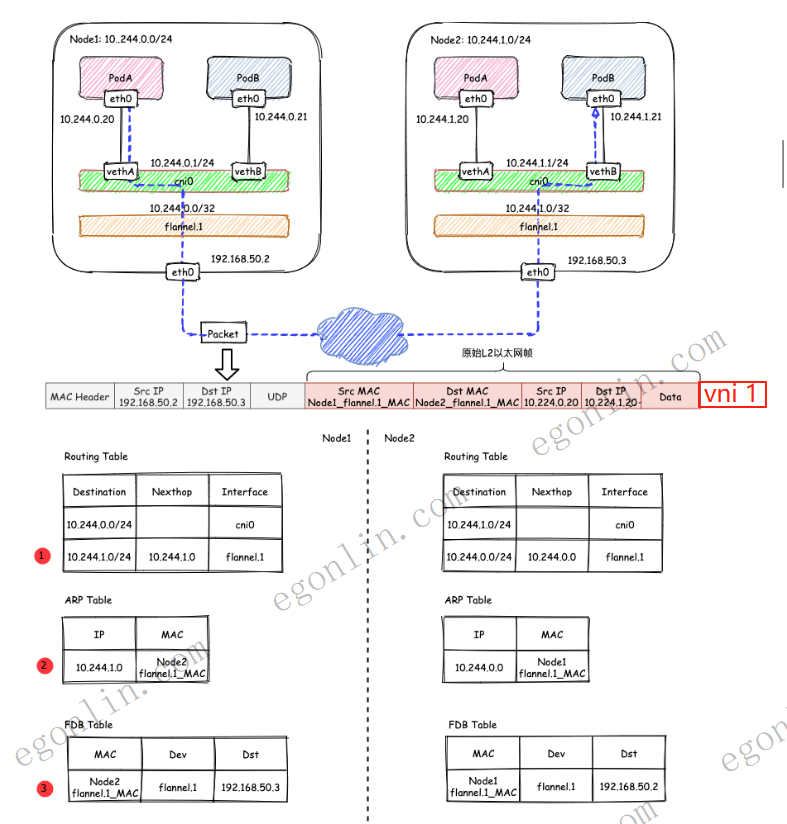 Node1: 10..244.0.0/24
Node2: 10.244.1.0/24
PodA
PodB
PodA
PodB
eth0
eth0
eth0
eth0
10.244.0.20
10.244.0.21
10.244.1.20
10.244.1.21
vethA
10.244.0.1/24
vethB
vethA
10.244.1.1/24
vethB
cni0
cni0
10.244.0.0/32
10.244.1.0/32
flannel.1
flannel.1
eth0
192.168.50.2
eth0
192.168.50,3
Packet
原始L2以太网帧
MAC Header
Src IP
192.168.50.2
Dst IP
192.168.50.3
UDP
Src MAC
Node1_flannel.1_MAC
Dst MAC
Node2_flannel.1_MAC
Src IP
10.224.0.20
Dst IP
10.224.1.20
Data
vni 1
Node1
Node2
Routing Table
Destination Nexthop Interface
10.244.0.0/24 cni0
1
10.244.1.0/24 10.244.1.0 flannel.1
Routing Table
Destination Nexthop Interface
10.244.1.0/24 cni0
10.244.0.0/24 10.244.0.0 flannel.1
ARP Table
IP MAC
2
10.244.1.0 Node2
flannel.1_MAC
ARP Table
IP MAC
10.244.0.0 Node1
flannel.1_MAC
FDB Table
MAC Dev Dst
3
Node2
flannel.1_MAC flannel.1 192.168.50.3
FDB Table
MAC Dev Dst
Node1
flannel.1_MAC flannel.1 192.168.50.2
egonlin.com
egonlin.com
egonlin.com
egonlin
.com